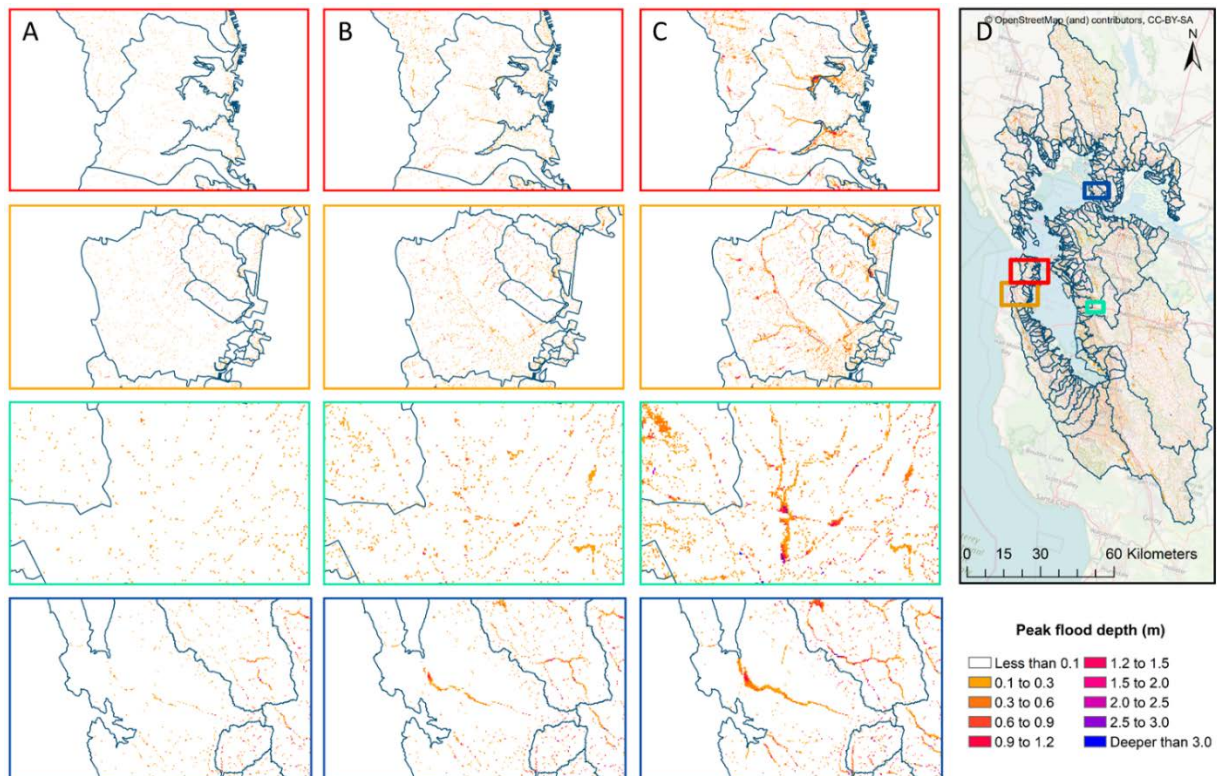 A
B
C
© OpenStreetMap (and) contributors, CC-BY-SA
D
N
0 15 30 60 Kilometers
Peak flood depth (m)
Less than 0.1
0.1 to 0.3
0.3 to 0.6
0.6 to 0.9
0.9 to 1.2
1.2 to 1.5
1.5 to 2.0
2.0 to 2.5
2.5 to 3.0
Deeper than 3.0